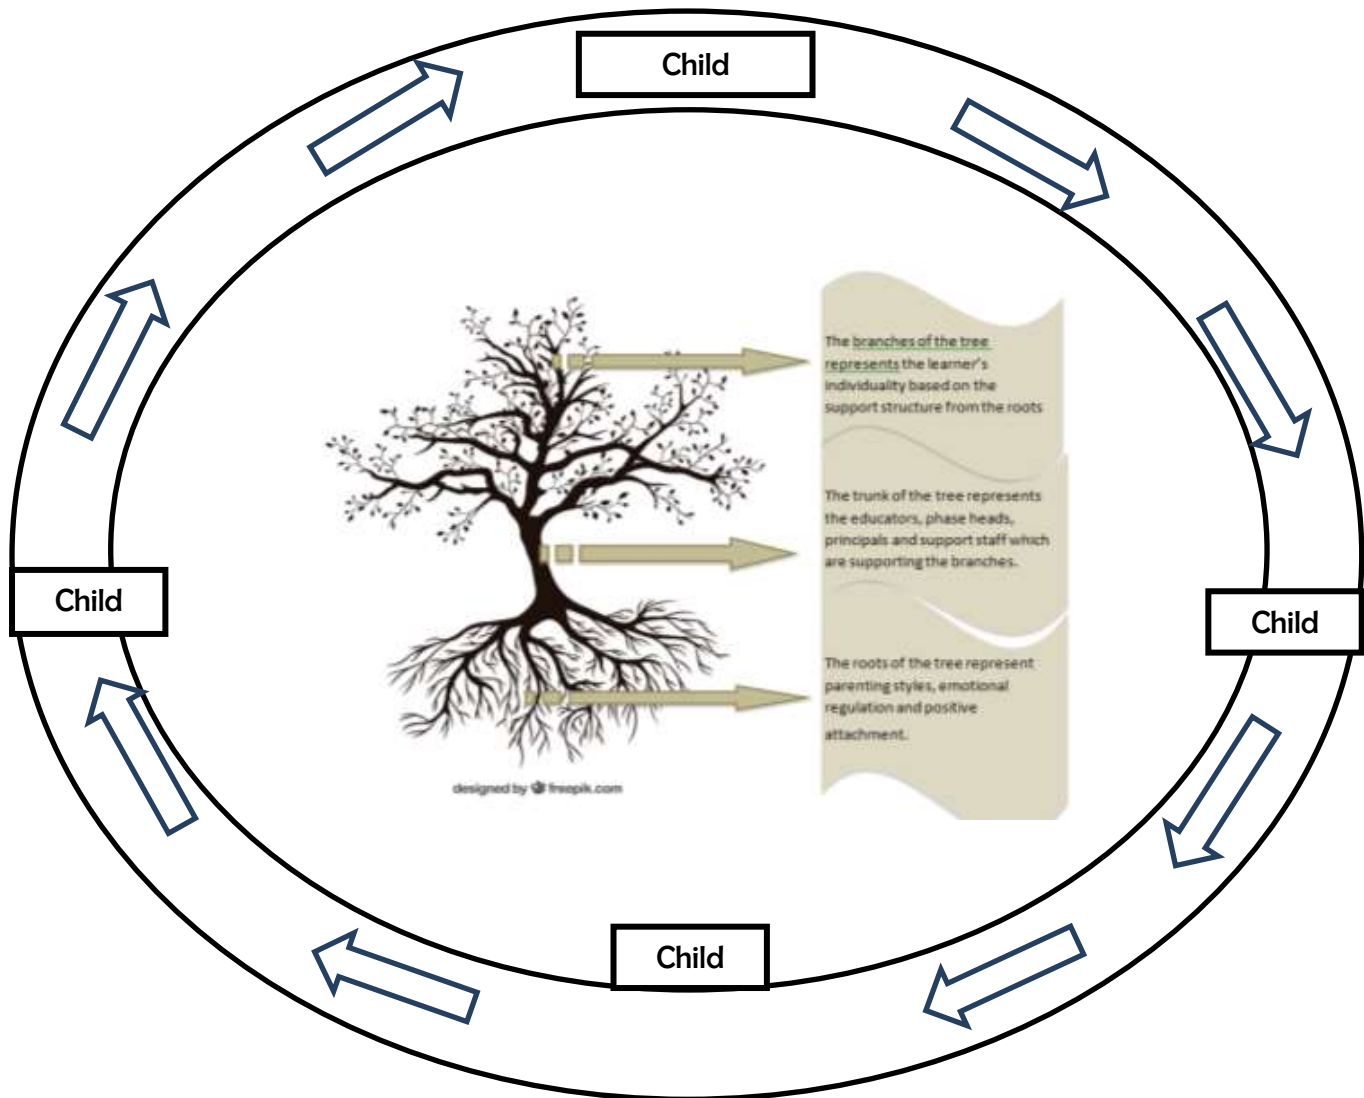 Child
The branches of the tree
represents the learner's
individuality based on the
support structure from the roots
The trunk of the tree represents
the educators, phase heads,
principals and support staff which
are supporting the branches.
Child
Child
The roots of the tree represent
parenting styles, emotional
regulation and positive
attachment.
designed by freepik.com
Child